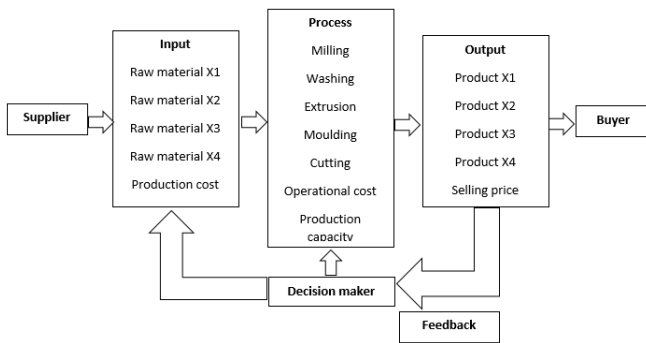 Supplier
Input
Raw material X1
Raw material X2
Raw material X3
Raw material X4
Production cost
Process
Milling
Washing
Extrusion
Moulding
Cutting
Operational cost
Production
capacity
Output
Product X1
Product X2
Product X3
Product X4
Selling price
Buyer
Decision maker
Feedback